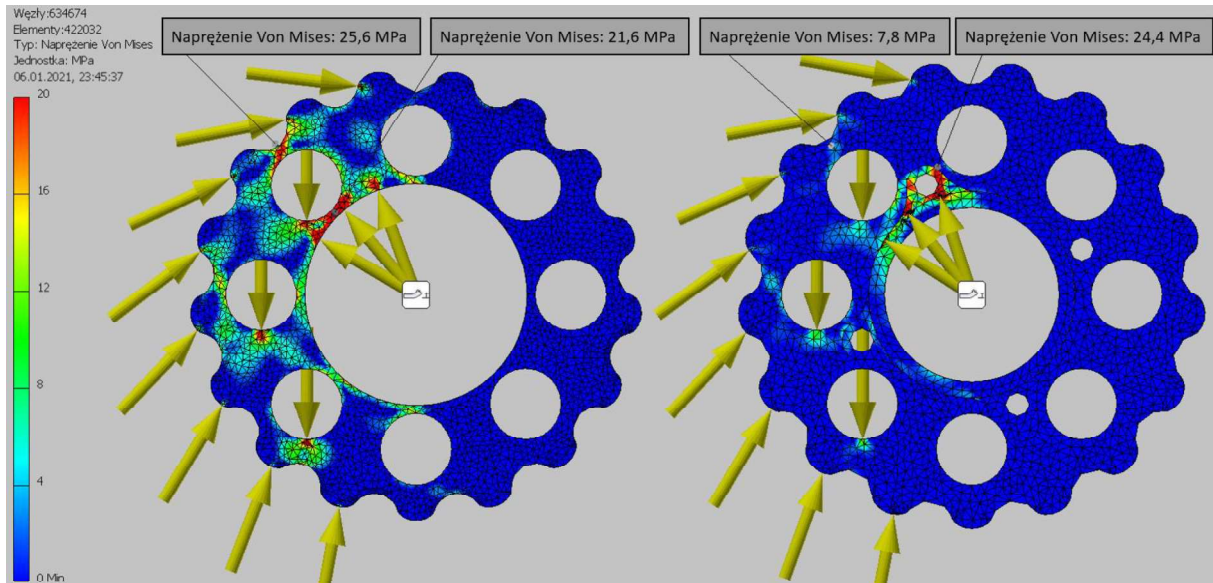 Węzły:634674
Elementy:422032
Typ: Naprężenie Von Mises
Jednostka: MPa
06.01.2021, 23:45:37
Naprężenie Von Mises: 25,6 MPa
Naprężenie Von Mises: 21,6 MPa
Naprężenie Von Mises: 7,8 MPa
Naprężenie Von Mises: 24,4 MPa
20
16
12
8
4
0 Min